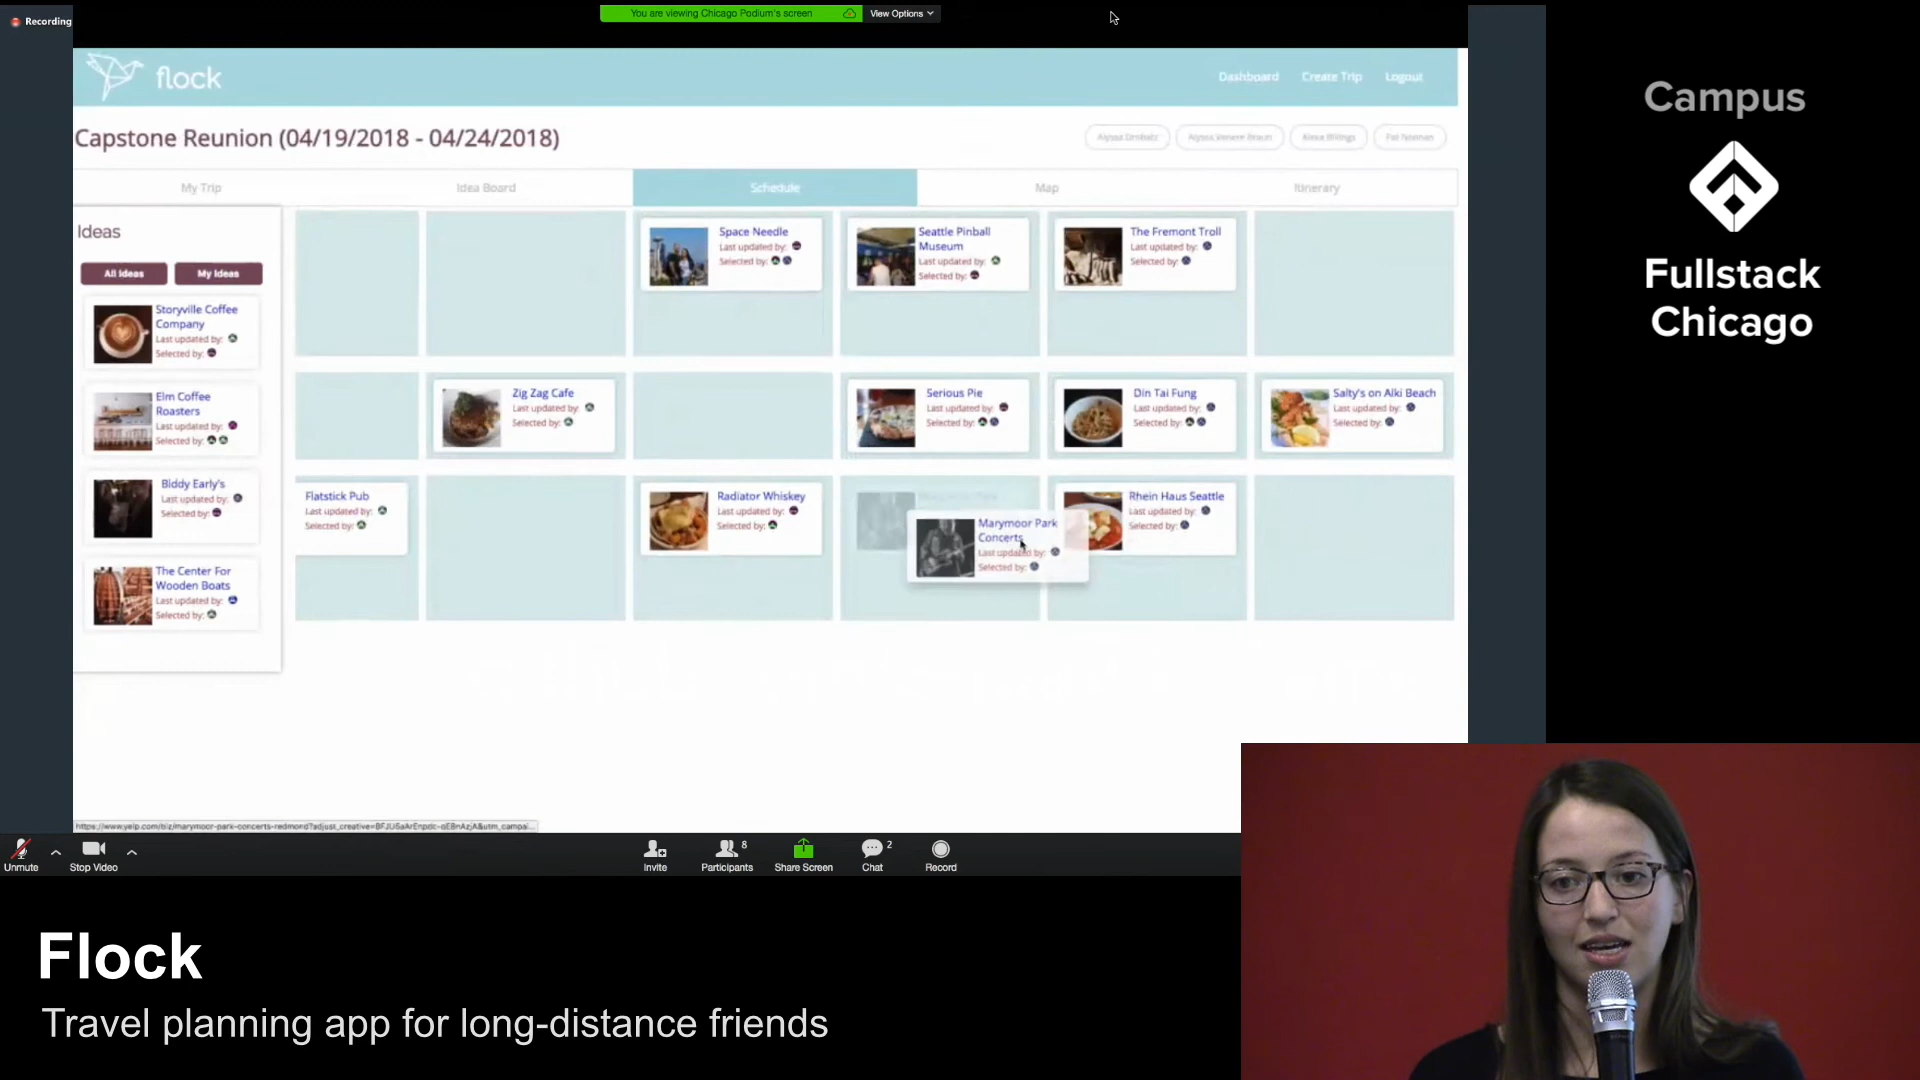 Recording
You are viewing Chicago Podium's screen
View Options
flock
Dashboard
Create Trip
Logout
Capstone Reunion (04/19/2018 - 04/24/2018)
My Trip
Idea Board
Schedule
Map
Itinerary
Ideas
All Ideas
My Ideas
Storyville Coffee
Company
Last updated by:
Selected by:
Elm Coffee
Roasters
Last updated by:
Selected by:
Biddy Early's
Last updated by:
Selected by:
The Center For
Wooden Boats
Last updated by:
Selected by:
Space Needle
Last updated by:
Selected by:
Seattle Pinball
Museum
Last updated by:
Selected by:
The Fremont Troll
Last updated by:
Selected by:
Zig Zag Cafe
Last updated by:
Selected by:
Serious Pie
Last updated by:
Selected by:
Din Tai Fung
Last updated by:
Selected by:
Salty's on Alki Beach
Last updated by:
Selected by:
Flatstick Pub
Last updated by:
Selected by:
Radiator Whiskey
Last updated by:
Selected by:
Marymoor Park
Concerts
Last updated by:
Selected by:
Rhein Haus Seattle
Last updated by:
Selected by:
Unmute
Stop Video
Invite
8
Participants
Share Screen
2
Chat
Record
Campus
Fullstack
Chicago
Flock
Travel planning app for long-distance friends